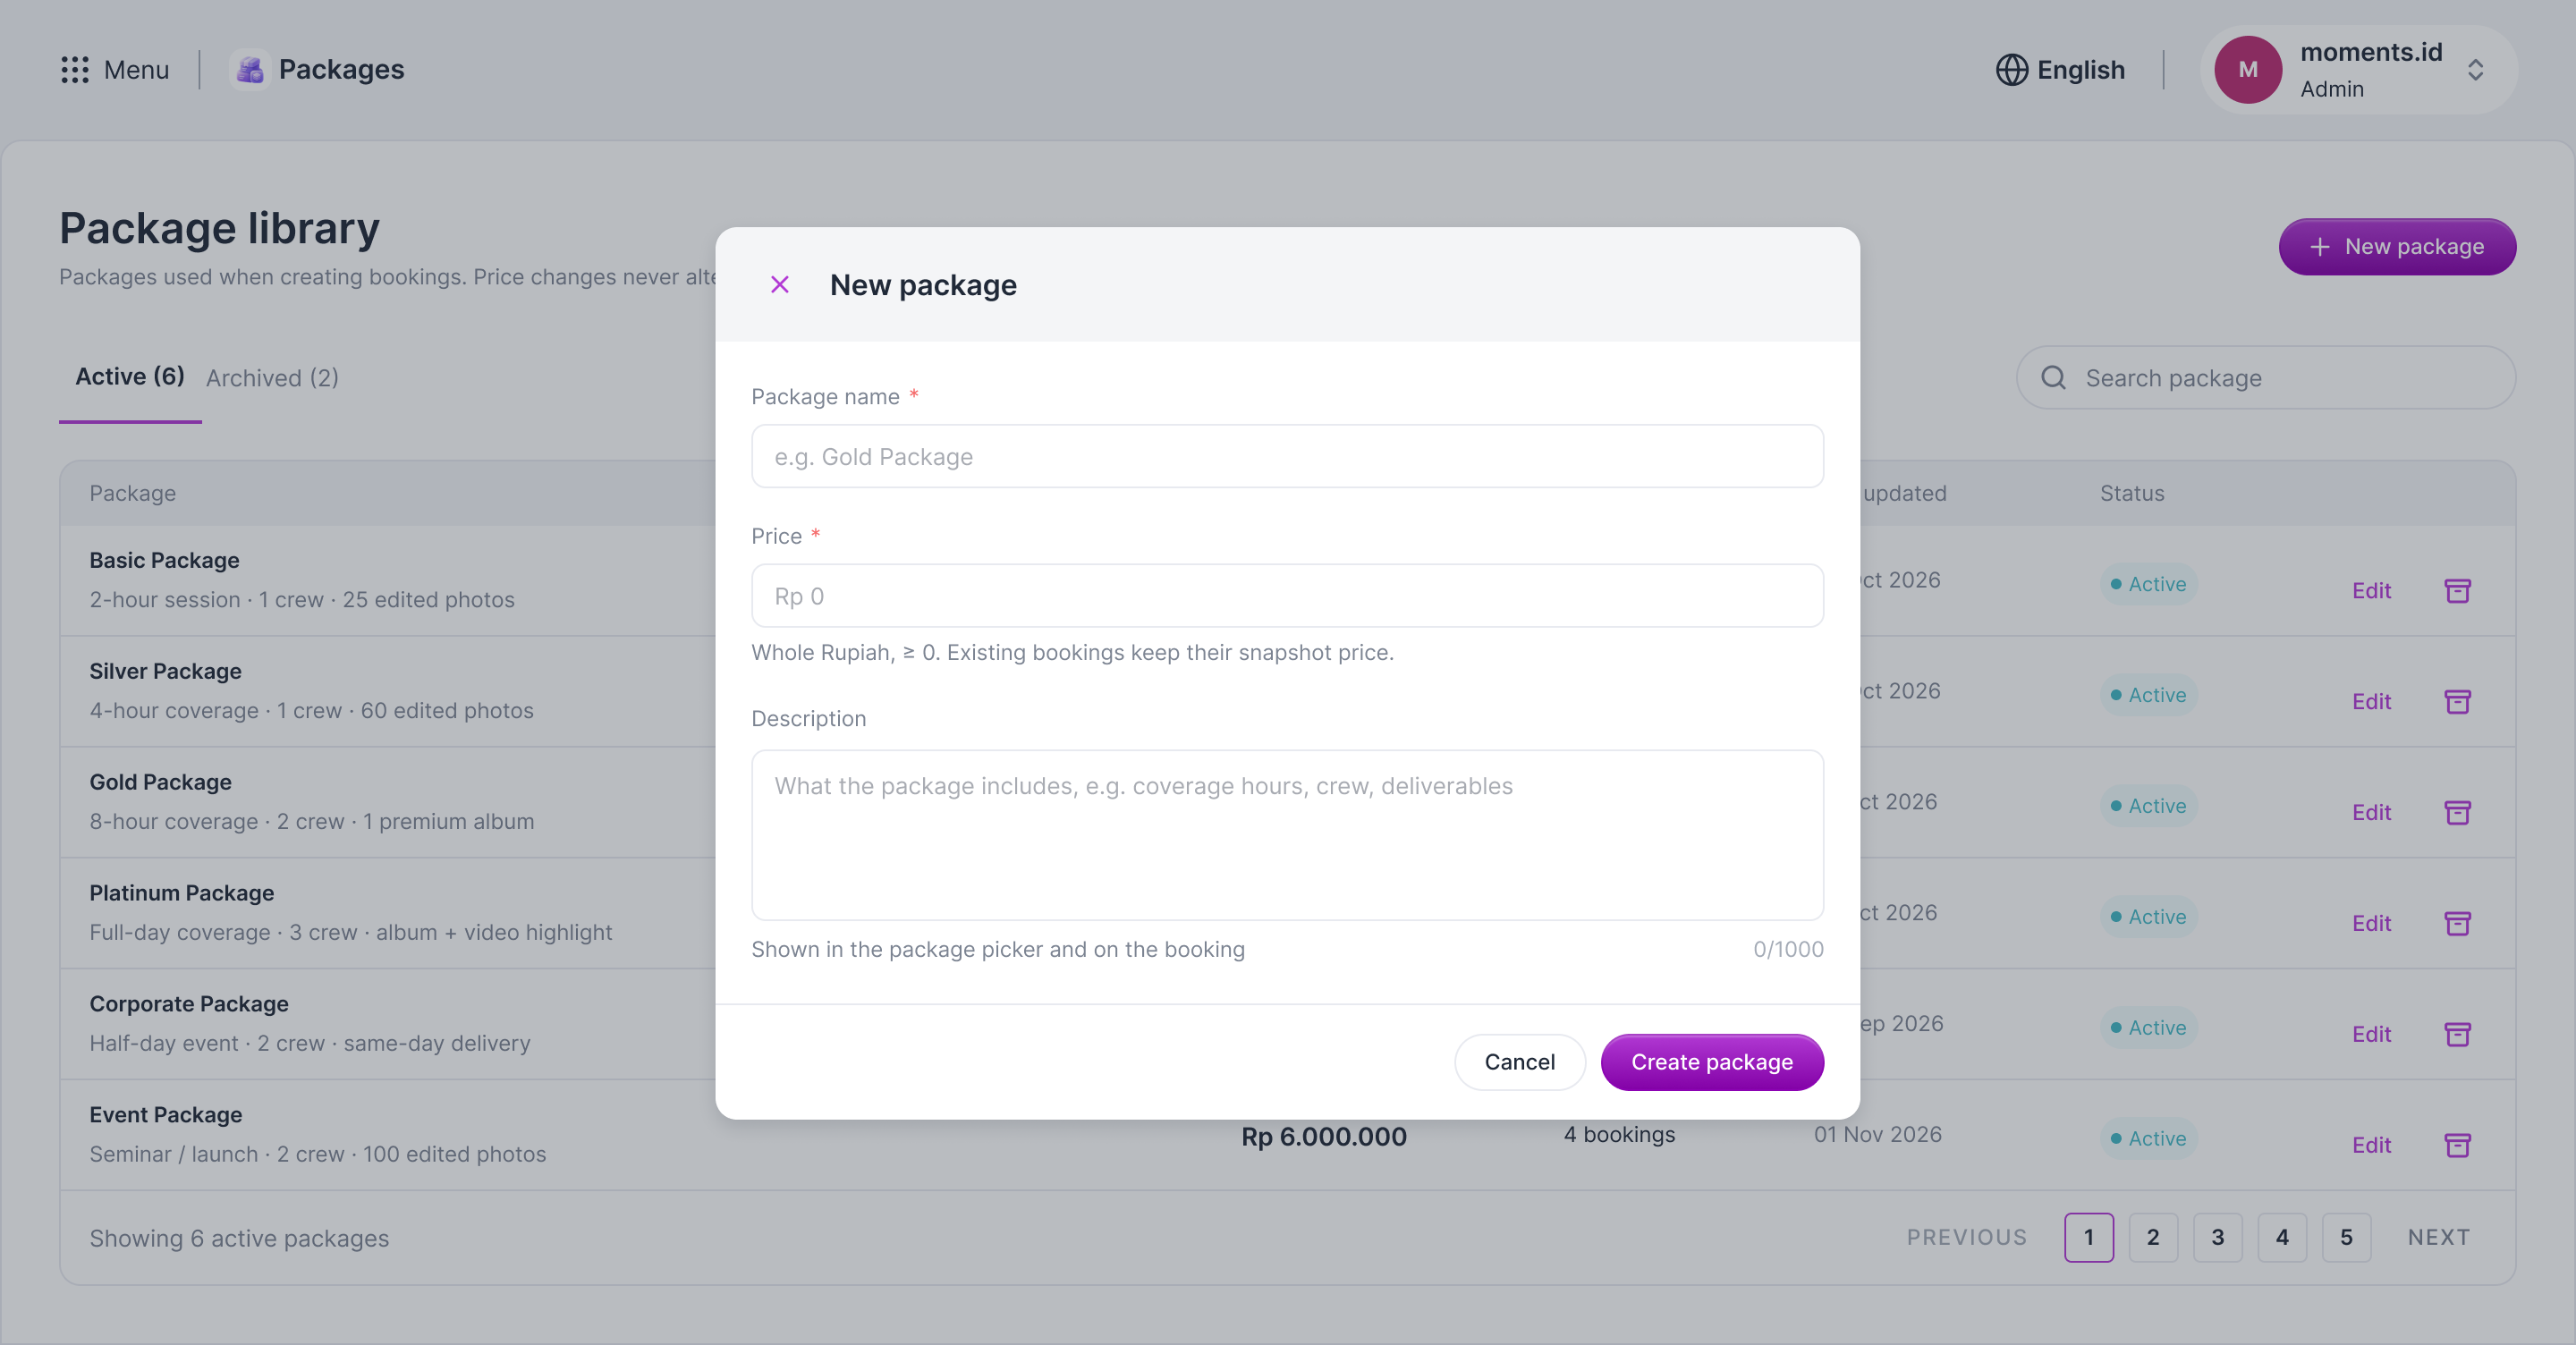 Menu
Packages
English
M
moments.id
Admin
Package library
Packages used when creating bookings. Price changes never
New package
Active (6)
Archived (2)
Search package
Package
updated
Status
Basic Package
2-hour session · 1 crew · 25 edited photos
2026
Active
Edit
Silver Package
4-hour coverage · 1 crew · 60 edited photos
2026
Active
Edit
Gold Package
8-hour coverage · 2 crew · 1 premium album
2026
Active
Edit
Platinum Package
Full-day coverage · 3 crew · album + video highlight
2026
Active
Edit
Corporate Package
Half-day event · 2 crew · same-day delivery
2026
Active
Edit
Event Package
Seminar / launch · 2 crew · 100 edited photos
Rp 6.000.000
4 bookings
01 Nov 2026
Active
Edit
Showing 6 active packages
PREVIOUS
1
2
3
4
5
NEXT
New package
Package name *
e.g. Gold Package
Price *
Rp 0
Whole Rupiah, ≥ 0. Existing bookings keep their snapshot price.
Description
What the package includes, e.g. coverage hours, crew, deliverables
Shown in the package picker and on the booking
0/1000
Cancel
Create package